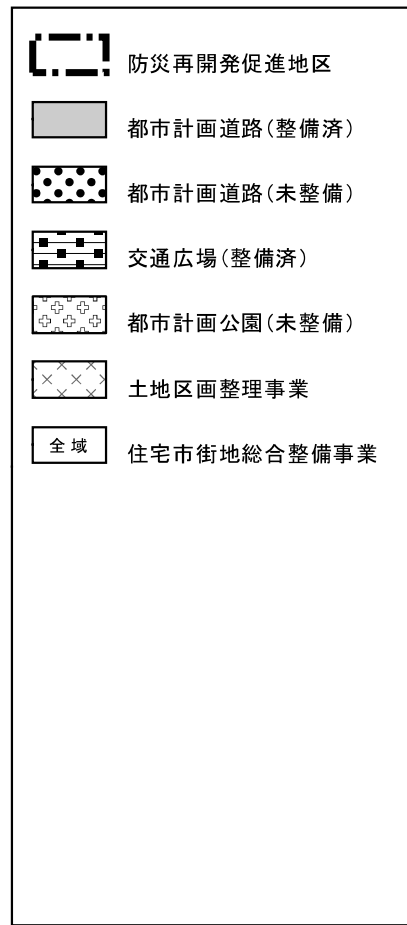 防災再開発促進地区
都市計画道路(整備済)
都市計画道路(未整備)
交通広場(整備済)
都市計画公園(未整備)
土地区画整理事業
全域 住宅市街地総合整備事業